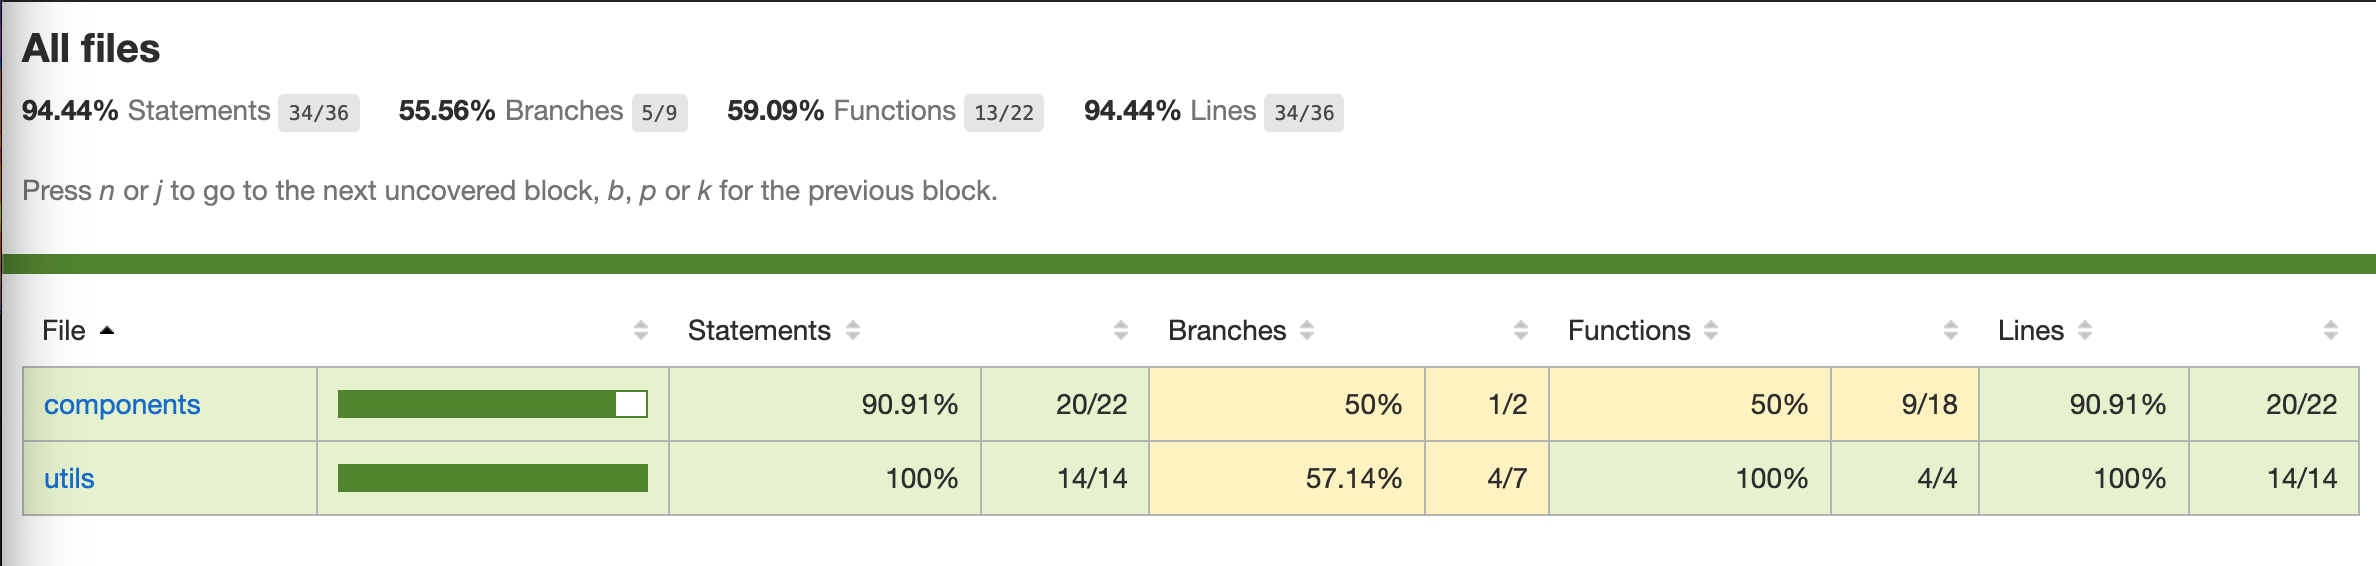 All files
94.44% Statements 34/36 55.56% Branches 5/9 59.09% Functions 13/22 94.44% Lines 34/36
Press n or j to go to the next uncovered block, b, p or k for the previous block.
File Statements Branches Functions Lines
components 90.91% 20/22 50% 1/2 50% 9/18 90.91% 20/22
utils 100% 14/14 57.14% 4/7 100% 4/4 100% 14/14